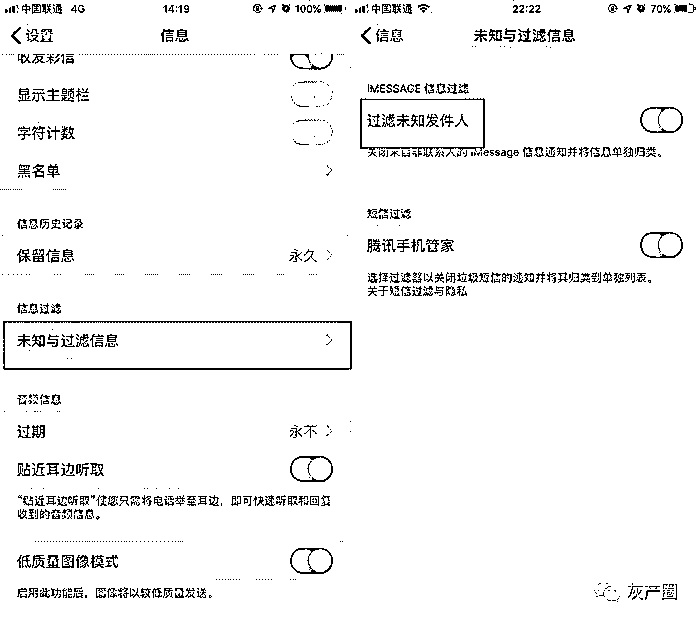 中国联通 4G 14:19 100%
设置 信息
收发彩信
显示主题栏
字符计数
黑名单
信息历史记录
保留信息 永久
信息过滤
未知与过滤信息
音频信息
过期 永不
贴近耳边听取
“贴近耳边听取”使您只需将电话举至耳边，即可快速听取和回复
收到的音频信息。
低质量图像模式
启用此功能后，图像将以较低质量发送。
中国联通 22:22 70%
信息 未知与过滤信息
IMESSAGE 信息过滤
过滤未知发件人
关闭来自非联系人的 iMessage 信息通知并将信息单独归类。
短信过滤
腾讯手机管家
选择过滤器以关闭垃圾短信的通知并将其归类到单独列表。
关于短信过滤与隐私
灰产圈